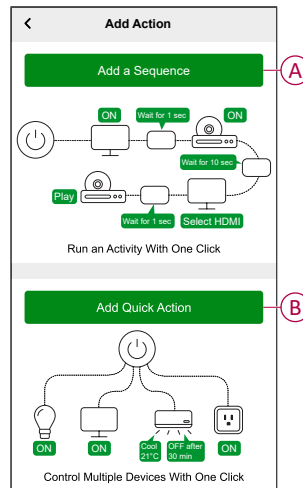 Add Action
Add a Sequence
A
ON
Wait for 1 sec
ON
Wait for 10 sec
Play
Wait for 1 sec
Select HDMI
Run an Activity With One Click
Add Quick Action
B
ON
ON
Cool
21°C
OFF after
30 min
ON
Control Multiple Devices With One Click